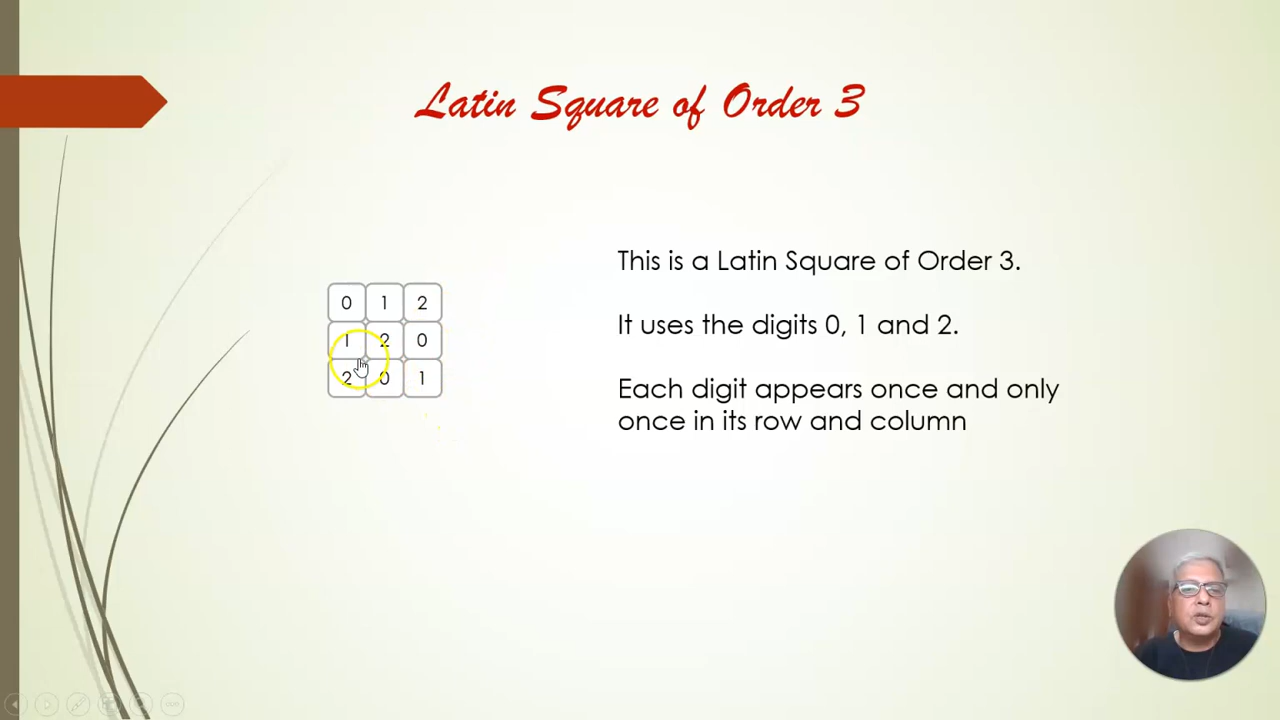 Latin Square of Order 3
This is a Latin Square of Order 3.
It uses the digits 0, 1 and 2.
Each digit appears once and only
once in its row and column
0 1 2
1 2 0
2 0 1